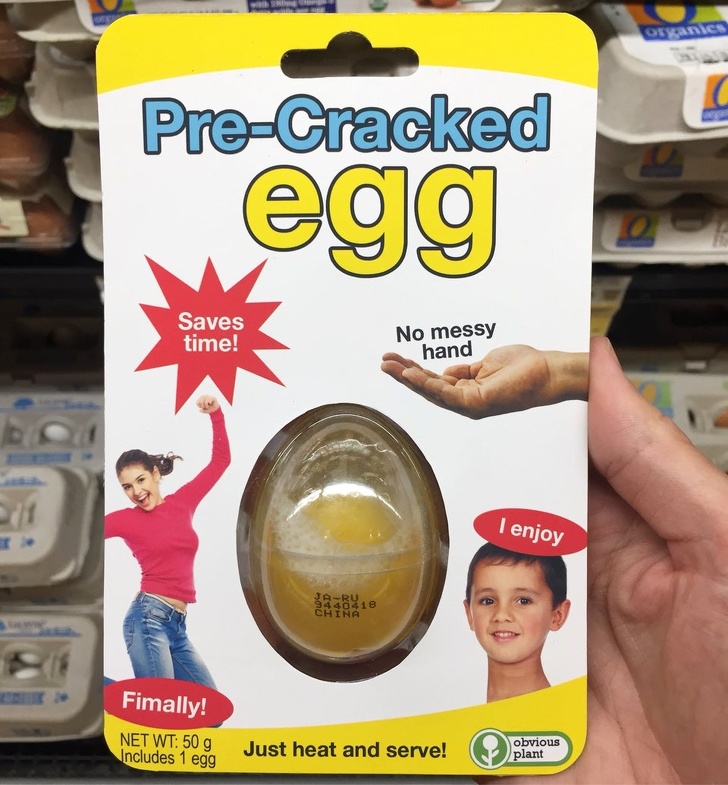 Pre-Cracked
egg
Saves
time!
No messy
hand
I enjoy
JA-RU
9440418
CHINA
Fimally!
NET WT: 50 g
Includes 1 egg
Just heat and serve!
obvious
plant
organics